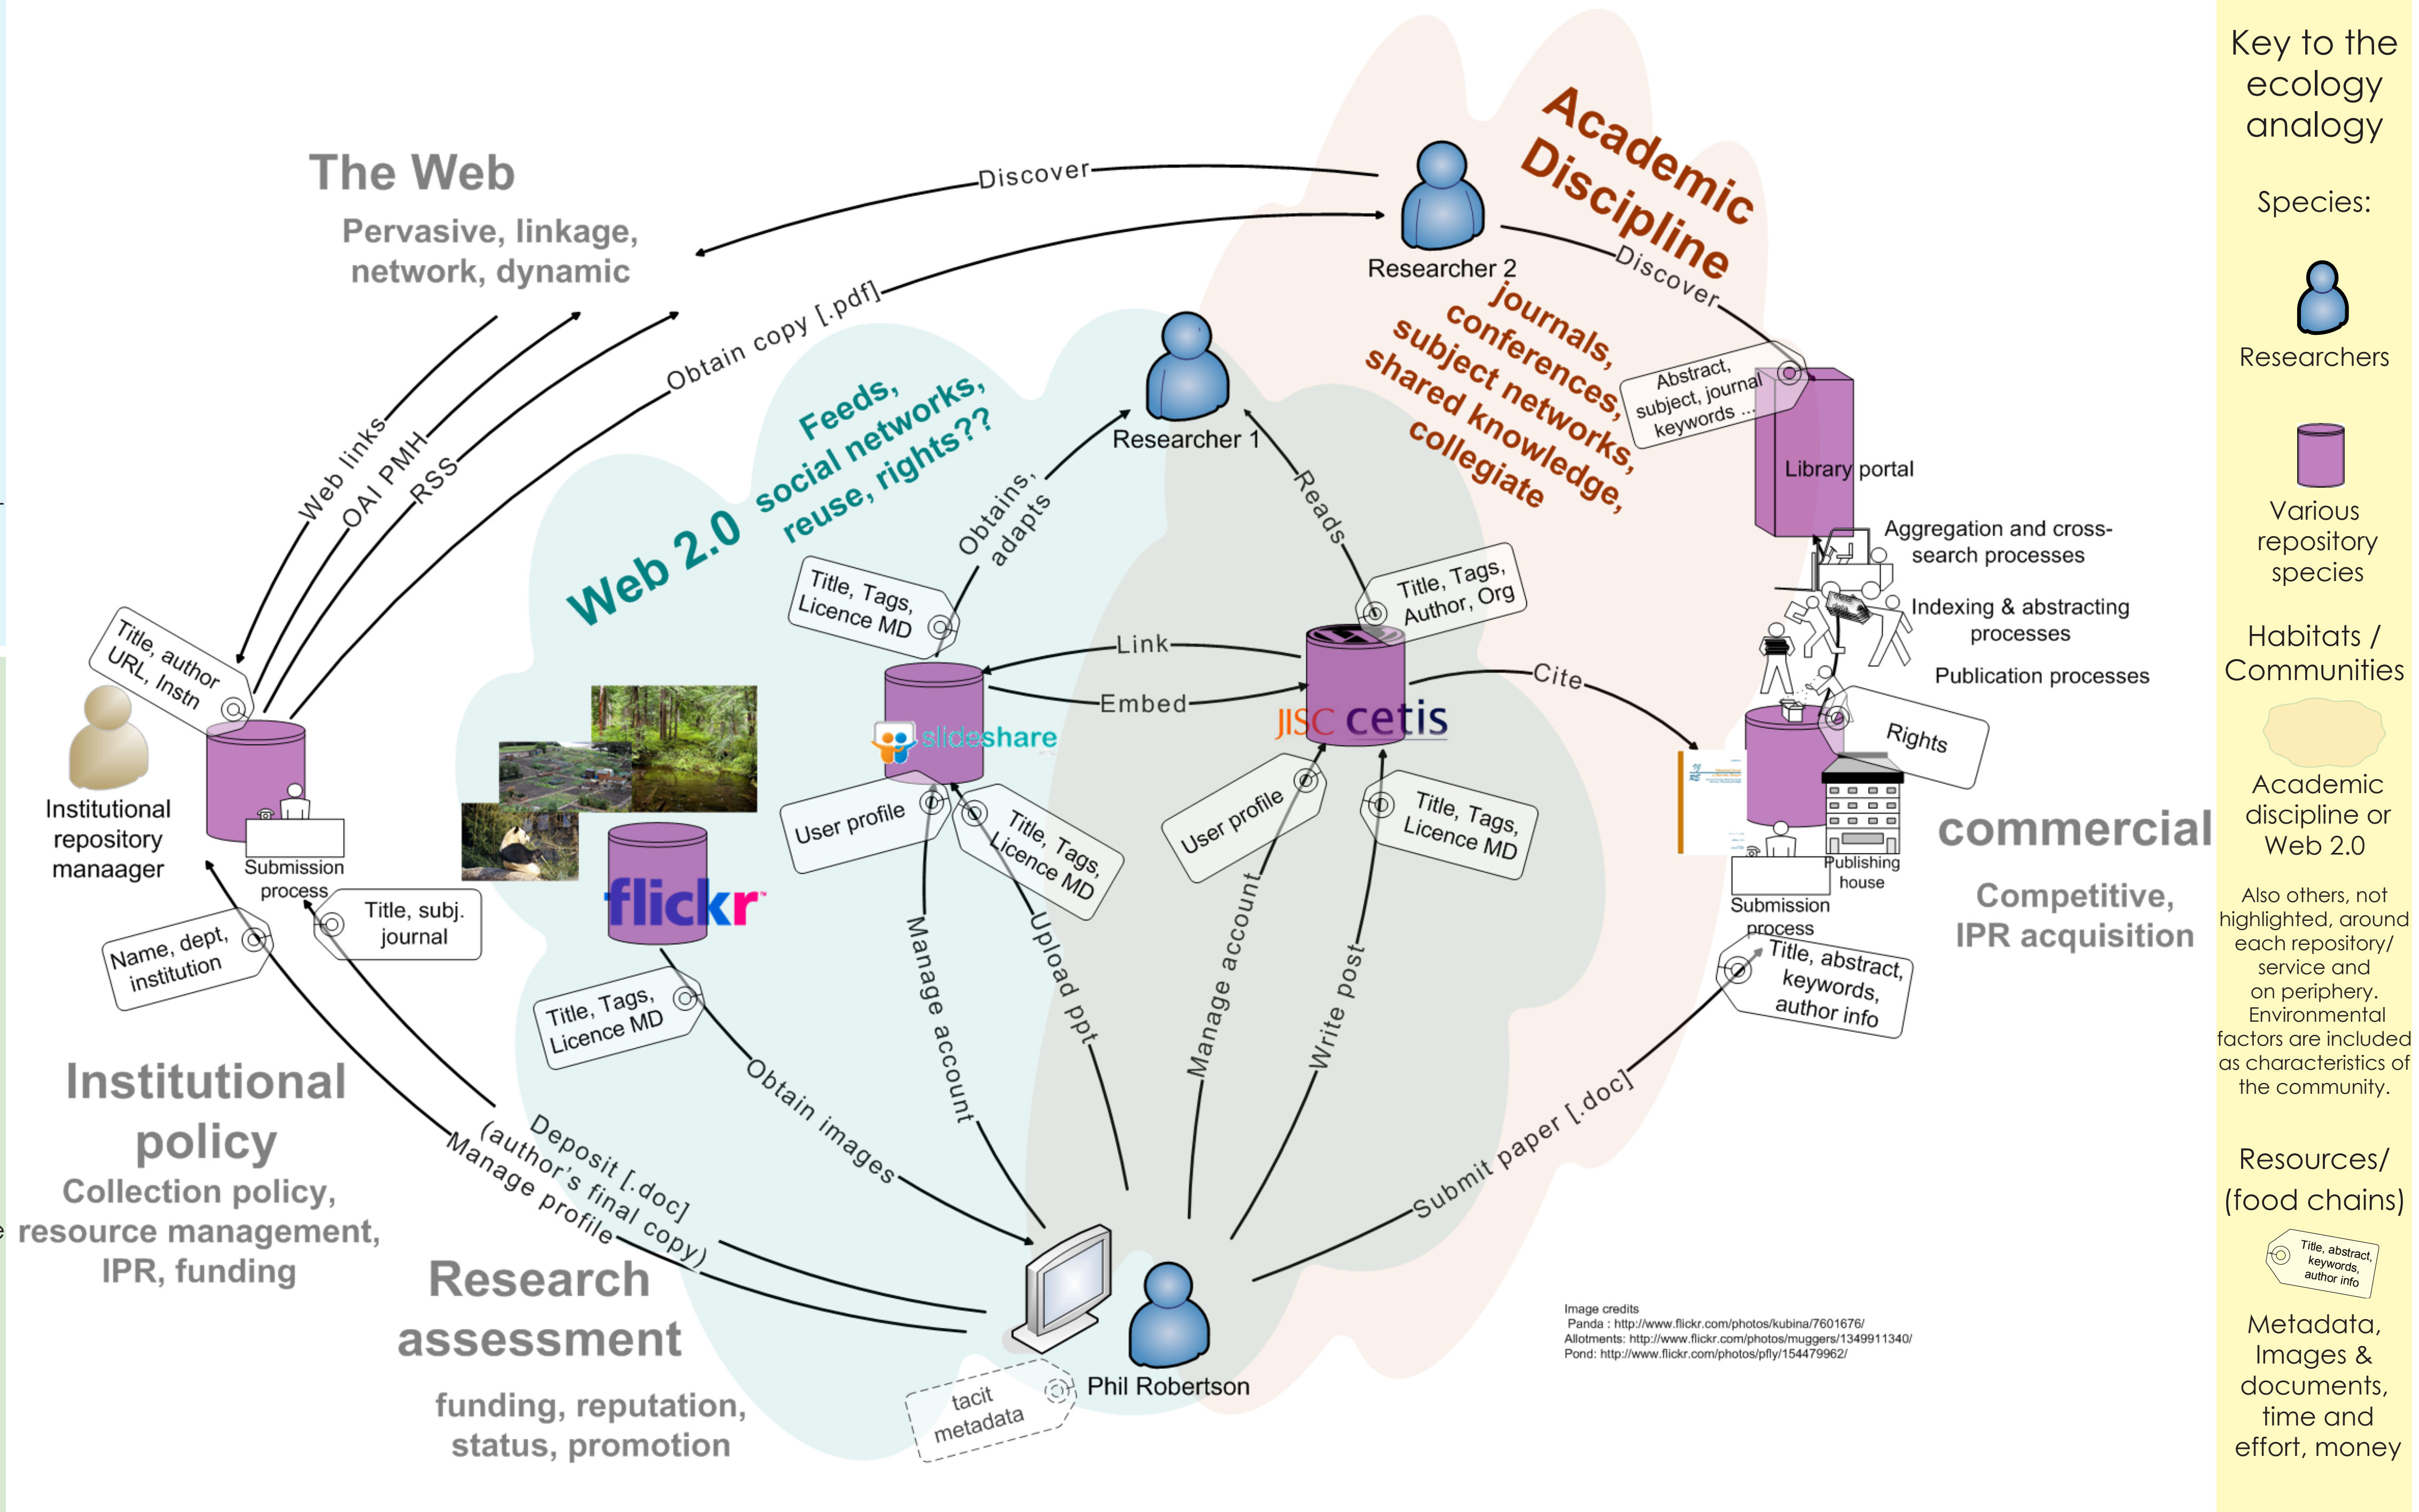 The Web
Pervasive, linkage,
network, dynamic
Discover
Obtain copy [.pdf]
Web links
OAI PMH
RSS
Academic
Discipline
Researcher 2
journals,
conferences,
subject networks,
shared knowledge,
collegiate
Discover
Abstract,
subject, journal
keywords ...
Library portal
Aggregation and cross-
search processes
Indexing & abstracting
processes
Publication processes
Rights
Researcher 1
Feeds,
social networks,
reuse, rights??
Web 2.0
Obtains,
adapts
Reads
Title, Tags,
Licence MD
Title, Tags,
Author, Org
Link
Embed
Cite
slideshare
JISC cetis
Title, author
URL, Instn
Institutional
repository
manaager
Submission
process
Title, subj.
journal
Name, dept,
institution
flickr
Title, Tags,
Licence MD
User profile
Title, Tags,
Licence MD
User profile
Title, Tags,
Licence MD
Publishing
house
Submission
process
Title, abstract,
keywords,
author info
commercial
Competitive,
IPR acquisition
Manage account
Upload ppt
Manage account
Write post
Obtain images
Submit paper [.doc]
Deposit [.doc]
(author's final copy)
Manage profile
Institutional
policy
Collection policy,
resource management,
IPR, funding
Research
assessment
funding, reputation,
status, promotion
tacit
metadata
Phil Robertson
Image credits
Panda : http://www.flickr.com/photos/kubina/7601676/
Allotments: http://www.flickr.com/photos/muggers/1349911340/
Pond: http://www.flickr.com/photos/pfly/154479962/
Key to the
ecology
analogy
Species:
Researchers
Various
repository
species
Habitats /
Communities
Academic
discipline or
Web 2.0
Also others, not
highlighted, around
each repository/
service and
on periphery.
Environmental
factors are included
as characteristics of
the community.
Resources/
(food chains)
Title, abstract,
keywords,
author info
Metadata,
Images &
documents,
time and
effort, money